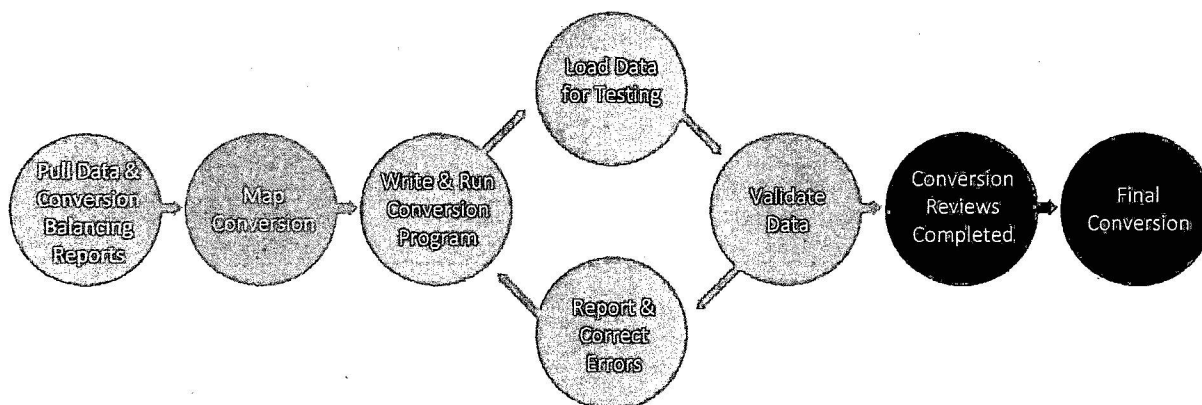 Pull Data &
Conversion
Balancing
Reports
Map
Conversion
Write & Run
Conversion
Program
Load Data
for Testing
Validate
Data
Report &
Correct
Errors
Conversion
Reviews
Completed
Final
Conversion